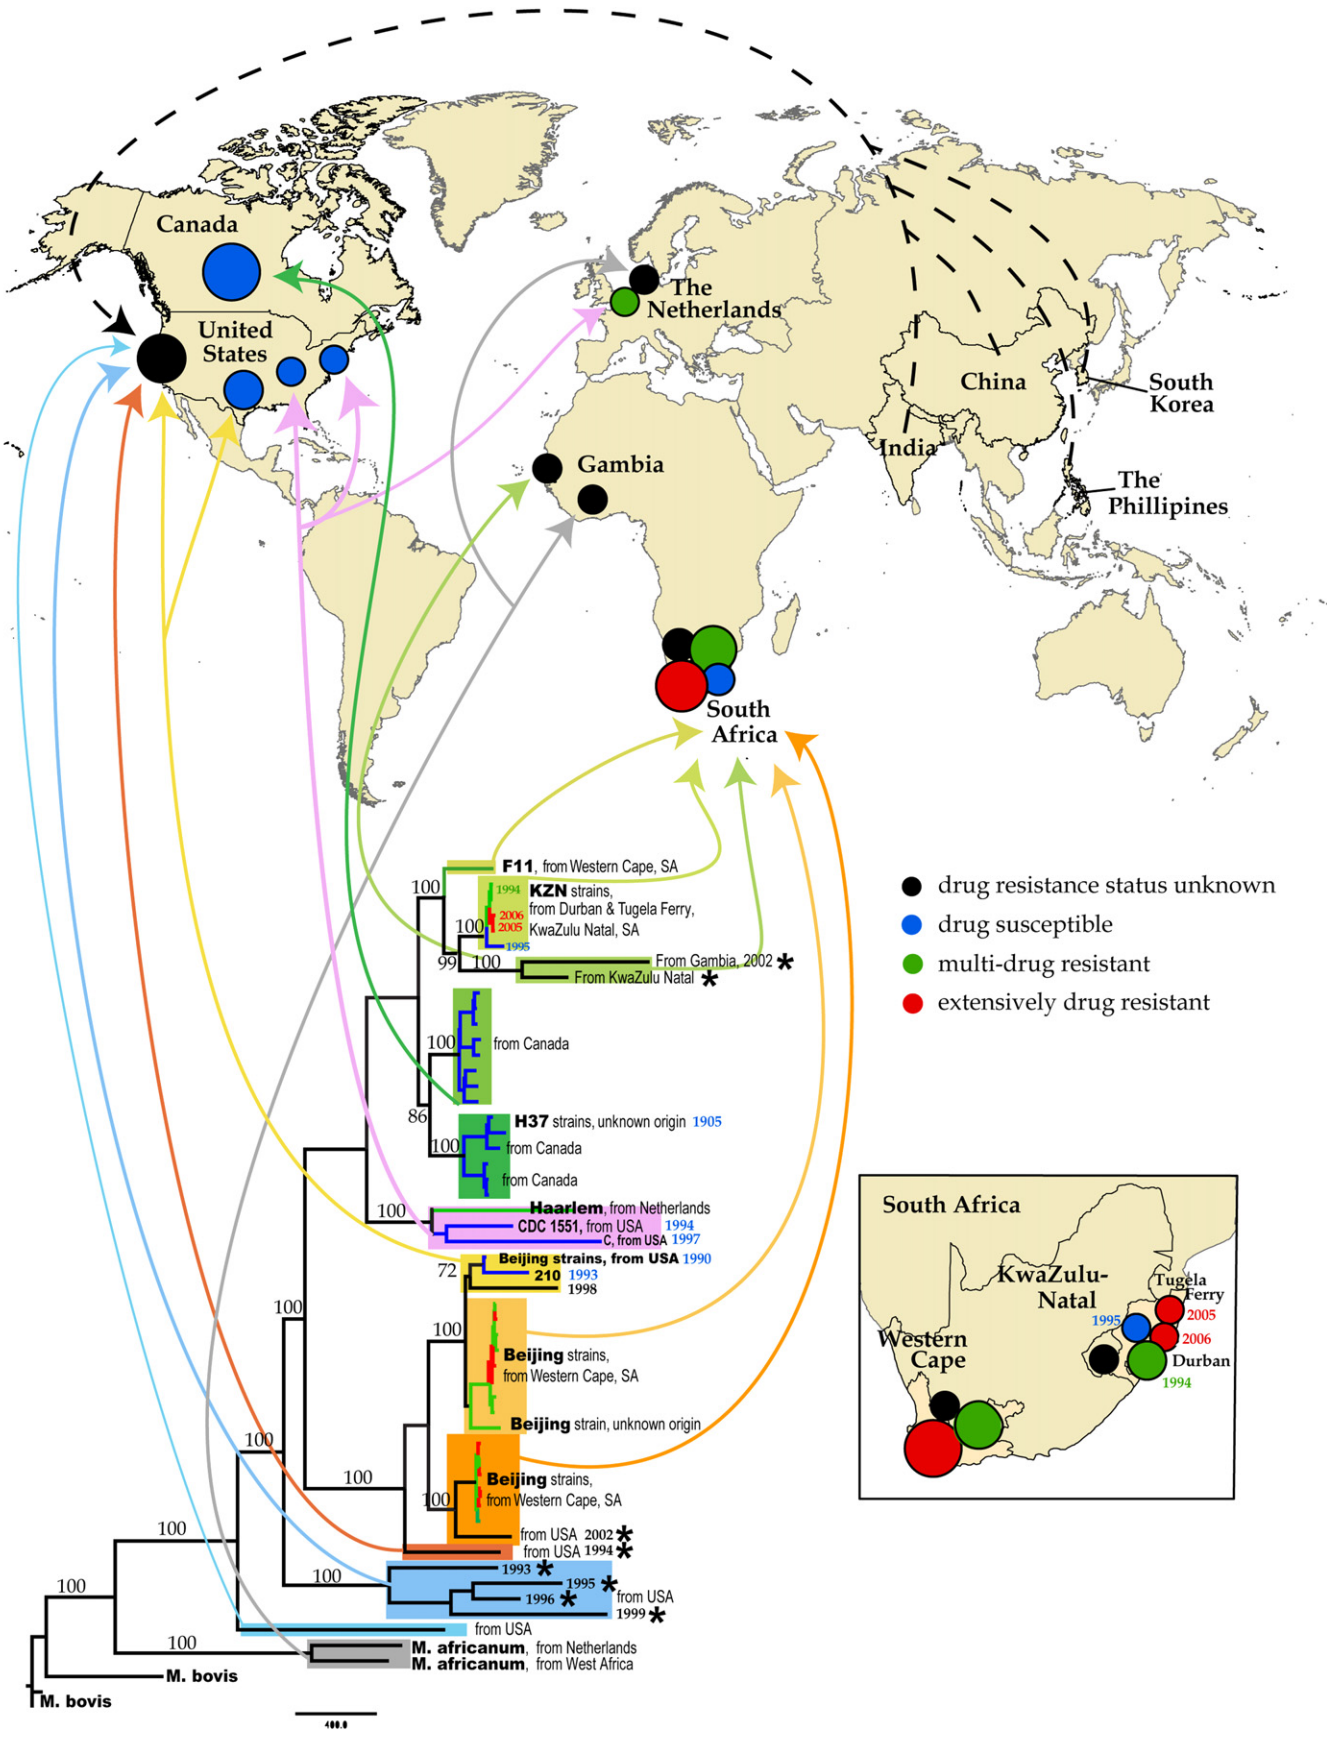 Canada
United
States
The
Netherlands
China
South
Korea
India
Gambia
The
Phillipines
South
Africa
F11, from Western Cape, SA
100
1994
KZN strains,
2006
from Durban & Tugela Ferry,
100
2005
KwaZulu Natal, SA
1995
99
100
From Gambia, 2002 *
From KwaZulu Natal *
drug resistance status unknown
drug susceptible
multi-drug resistant
extensively drug resistant
100
from Canada
86
H37 strains, unknown origin 1905
100
from Canada
from Canada
100
Haarlem, from Netherlands
CDC 1551, from USA 1994
C, from USA 1997
72
Beijing strains, from USA 1990
210 1993
1998
100
100
Beijing strains,
from Western Cape, SA
Beijing strain, unknown origin
100
100
Beijing strains,
100
from Western Cape, SA
from USA 2002 *
from USA 1994 *
100
100
1993 *
1995 *
1996 *
from USA
1999 *
from USA
100
100
M. africanum, from Netherlands
M. africanum, from West Africa
M. bovis
M. bovis
400.0
South Africa
KwaZulu-
Natal
Tugela
Ferry
1995
2005
2006
Western
Cape
Durban
1994